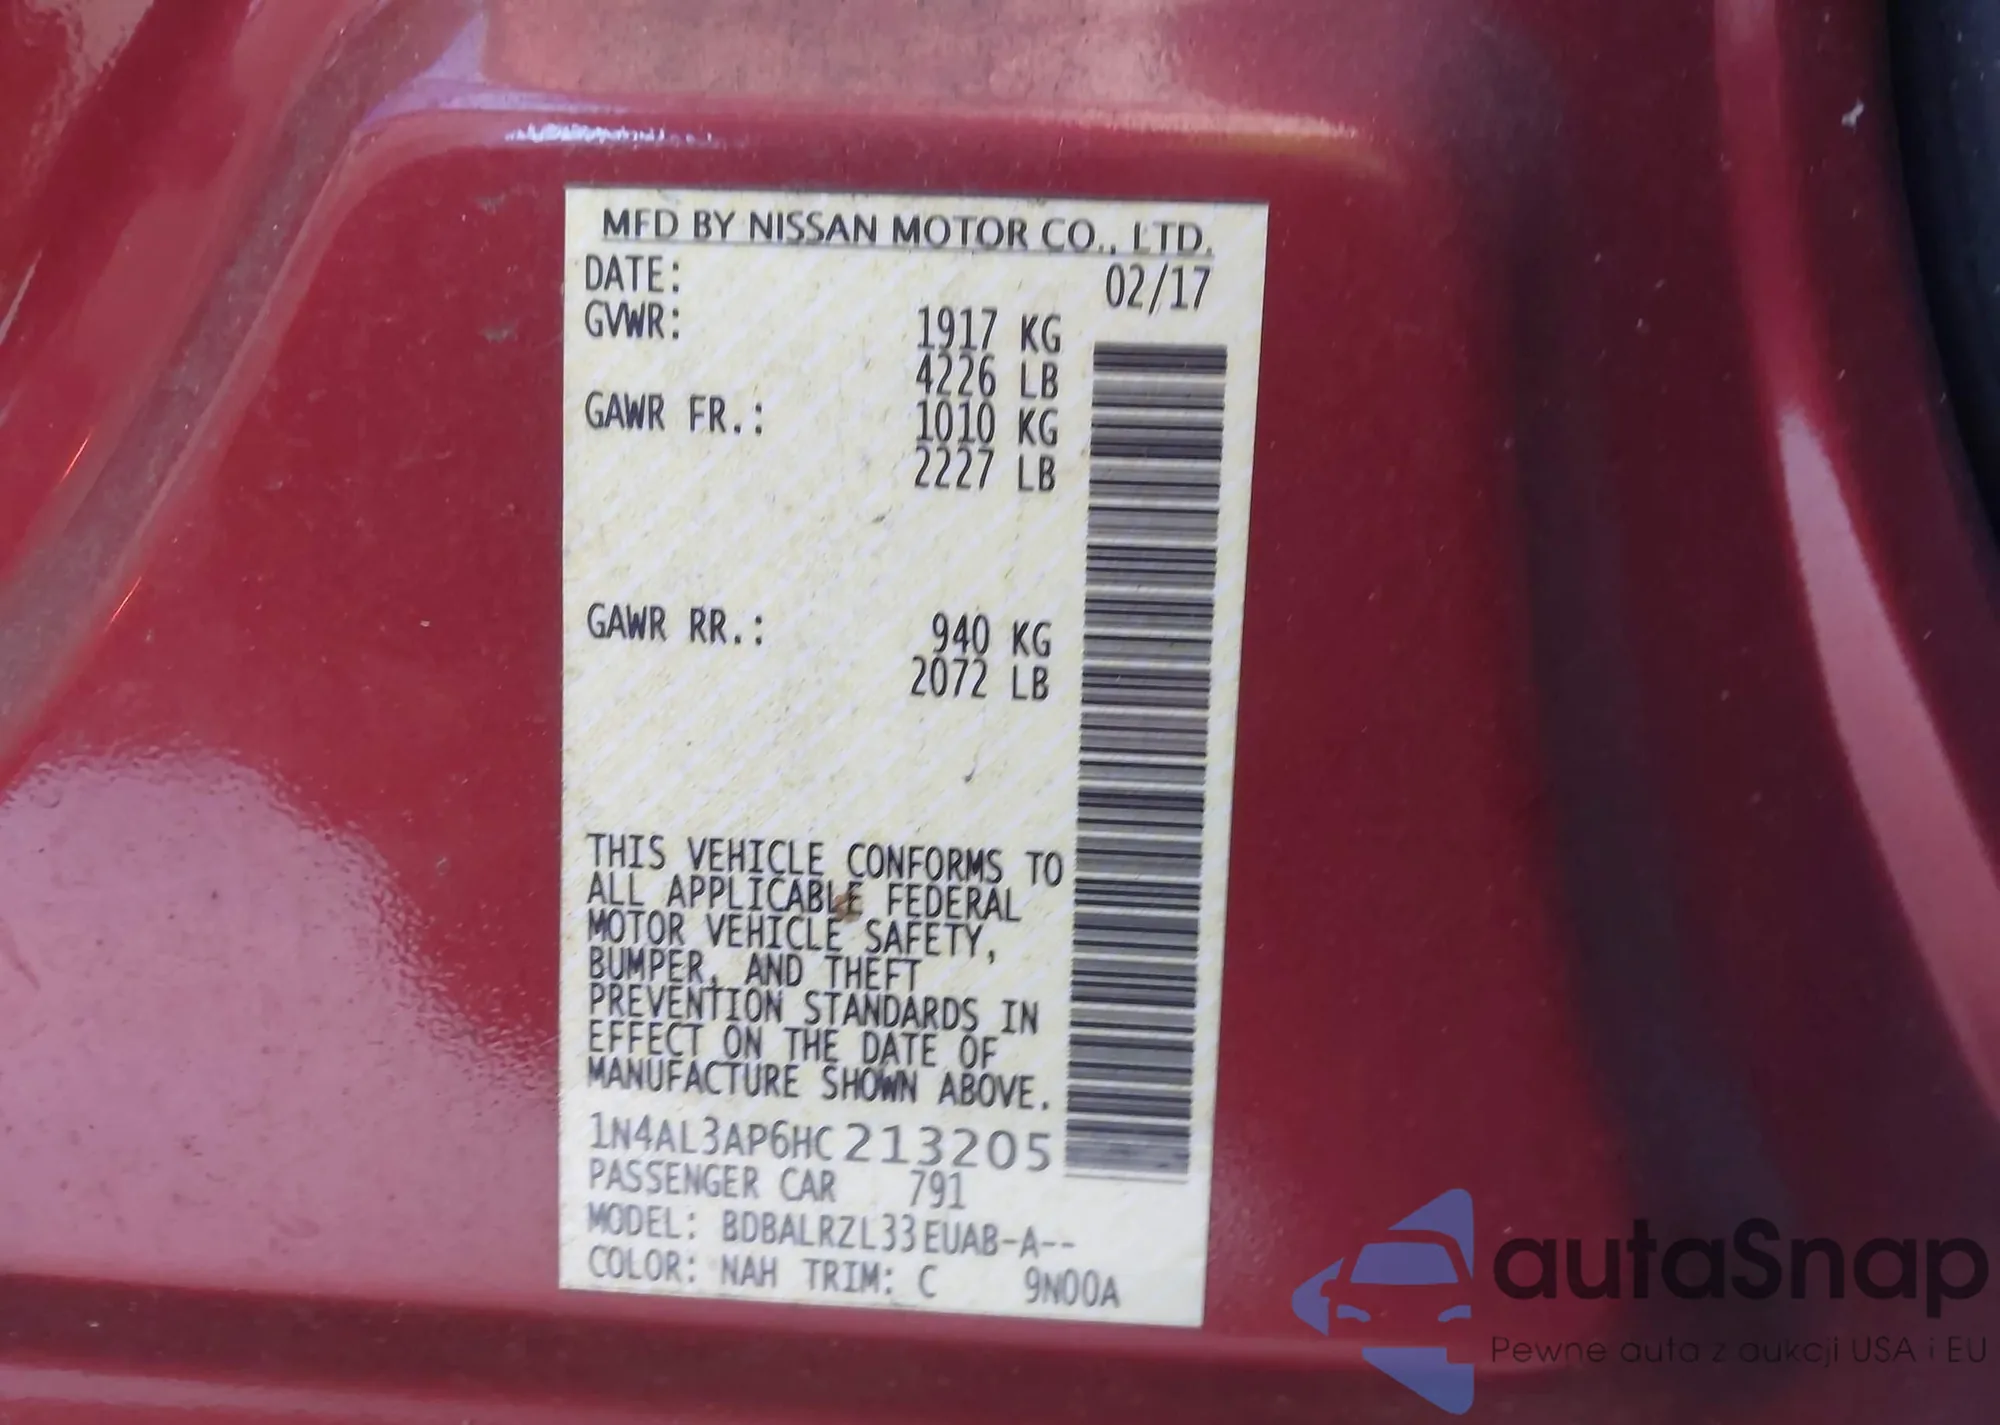 MFD BY NISSAN MOTOR CO., LTD.
DATE: 02/17
GVWR: 1917 KG
4226 LB
GAWR FR.: 1010 KG
2227 LB
GAWR RR.: 940 KG
2072 LB
THIS VEHICLE CONFORMS TO
ALL APPLICABLE FEDERAL
MOTOR VEHICLE SAFETY,
BUMPER, AND THEFT
PREVENTION STANDARDS IN
EFFECT ON THE DATE OF
MANUFACTURE SHOWN ABOVE.
1N4AL3AP6HC213205
PASSENGER CAR 791
MODEL: BDBALRZL33EUAB-A--
COLOR: NAH TRIM: C 9N00A
autaSnap
Pewne auta z aukcji USA i EU